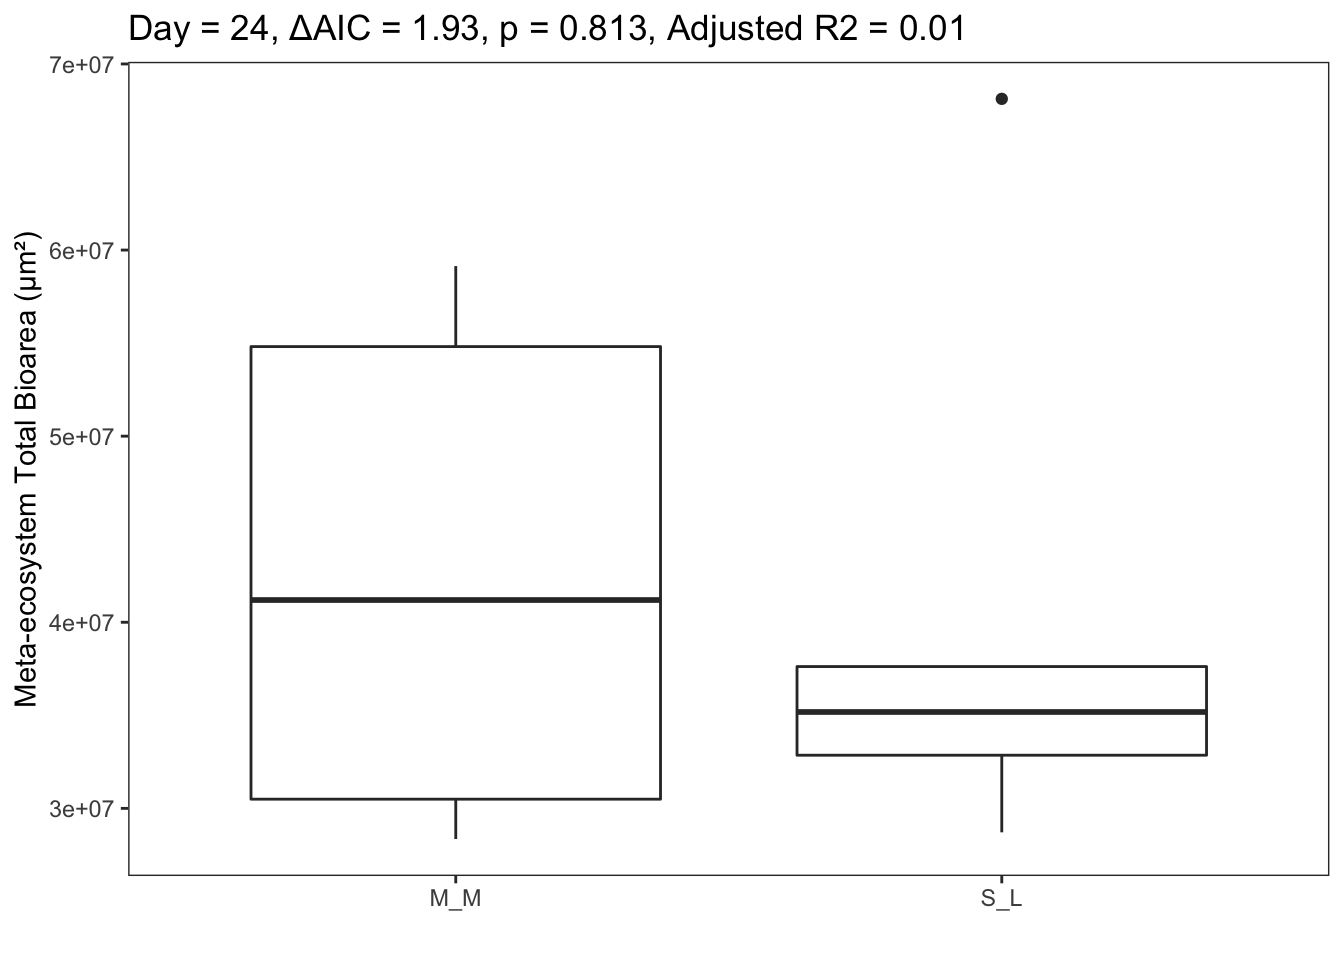 Day = 24, ΔAIC = 1.93, p = 0.813, Adjusted R2 = 0.01
Meta-ecosystem Total Bioarea (µm²)
7e+07
6e+07
5e+07
4e+07
3e+07
M_M
S_L